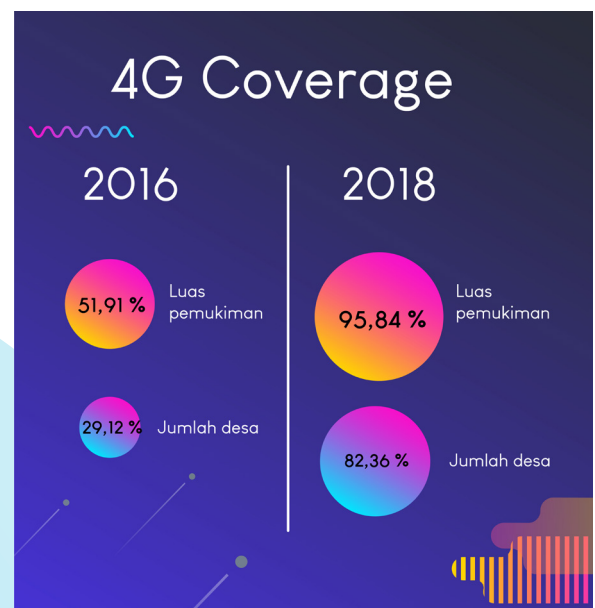 4G Coverage
2016
51,91 %
Luas
pemukiman
29,12 %
Jumlah desa
2018
95,84 %
Luas
pemukiman
82,36 %
Jumlah desa